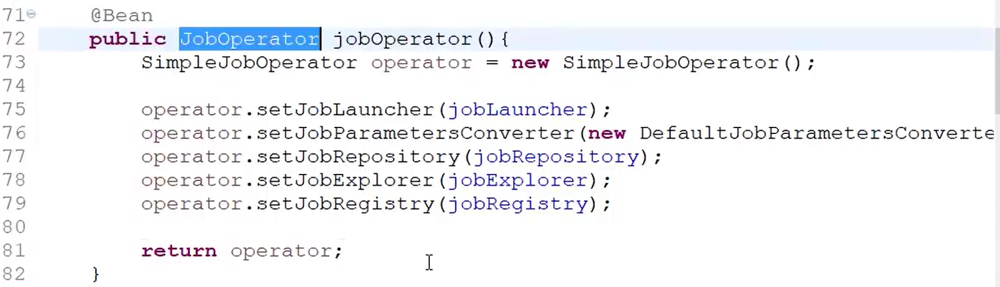 71 @Bean
72 public JobOperator jobOperator(){
73 SimpleJobOperator operator = new SimpleJobOperator();
74
75 operator.setJobLauncher(jobLauncher);
76 operator.setJobParametersConverter(new DefaultJobParametersConverte
77 operator.setJobRepository(jobRepository);
78 operator.setJobExplorer(jobExplorer);
79 operator.setJobRegistry(jobRegistry);
80
81 return operator;
82 }